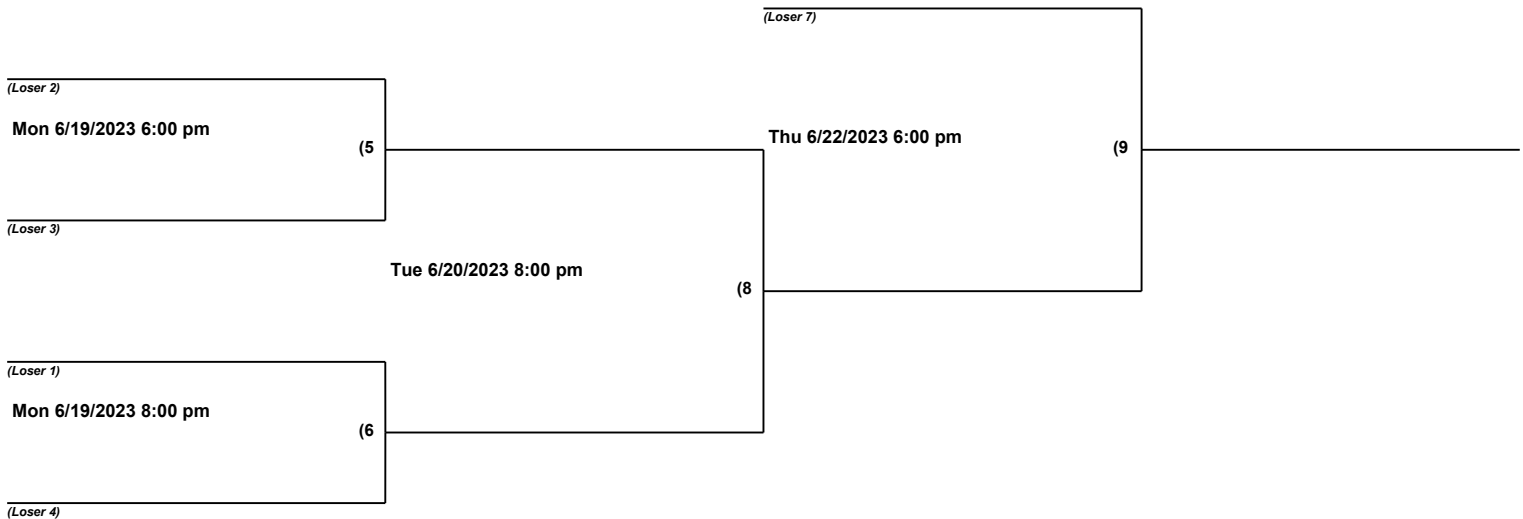 (Loser 7)
(Loser 2)
Mon 6/19/2023 6:00 pm
(5
Thu 6/22/2023 6:00 pm
(9
(Loser 3)
Tue 6/20/2023 8:00 pm
(8
(Loser 1)
Mon 6/19/2023 8:00 pm
(6
(Loser 4)